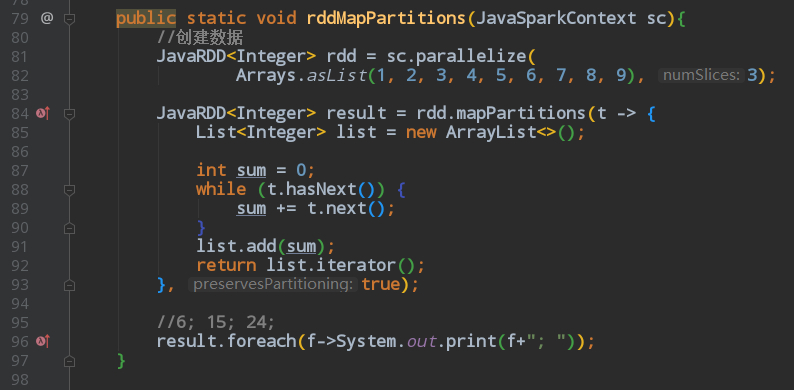 78
79 @ public static void rddMapPartitions(JavaSparkContext sc){
80 //创建数据
81 JavaRDD<Integer> rdd = sc.parallelize(
82 Arrays.asList(1, 2, 3, 4, 5, 6, 7, 8, 9), numSlices: 3);
83
84 JavaRDD<Integer> result = rdd.mapPartitions(t -> {
85 List<Integer> list = new ArrayList<>();
86
87 int sum = 0;
88 while (t.hasNext()) {
89 sum += t.next();
90 }
91 list.add(sum);
92 return list.iterator();
93 }, preservesPartitioning: true);
94
95 //6; 15; 24;
96 result.foreach(f->System.out.print(f+"; "));
97 }
98